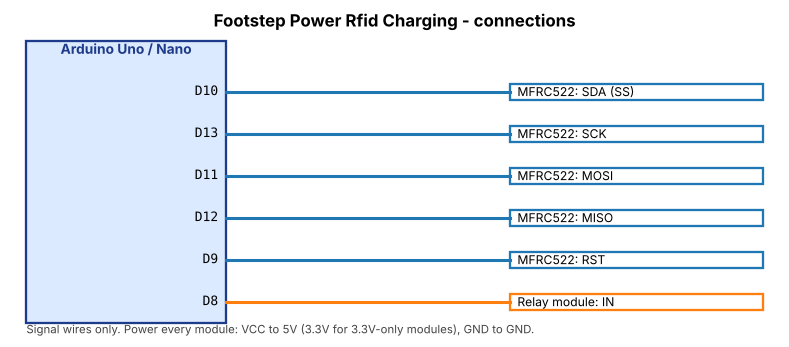 Footstep Power Rfid Charging - connections
Arduino Uno / Nano
D10 MFRC522: SDA (SS)
D13 MFRC522: SCK
D11 MFRC522: MOSI
D12 MFRC522: MISO
D9 MFRC522: RST
D8 Relay module: IN
Signal wires only. Power every module: VCC to 5V (3.3V for 3.3V-only modules), GND to GND.